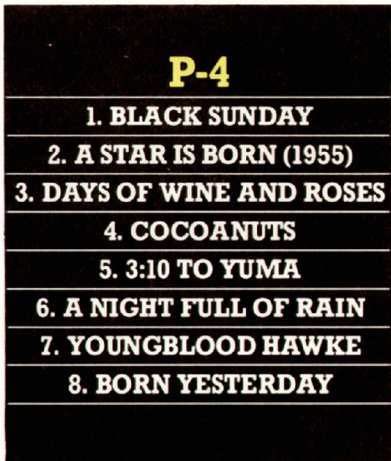 P-4
1. BLACK SUNDAY
2. A STAR IS BORN (1955)
3. DAYS OF WINE AND ROSES
4. COCOANUTS
5. 3:10 TO YUMA
6. A NIGHT FULL OF RAIN
7. YOUNGBLOOD HAWKE
8. BORN YESTERDAY